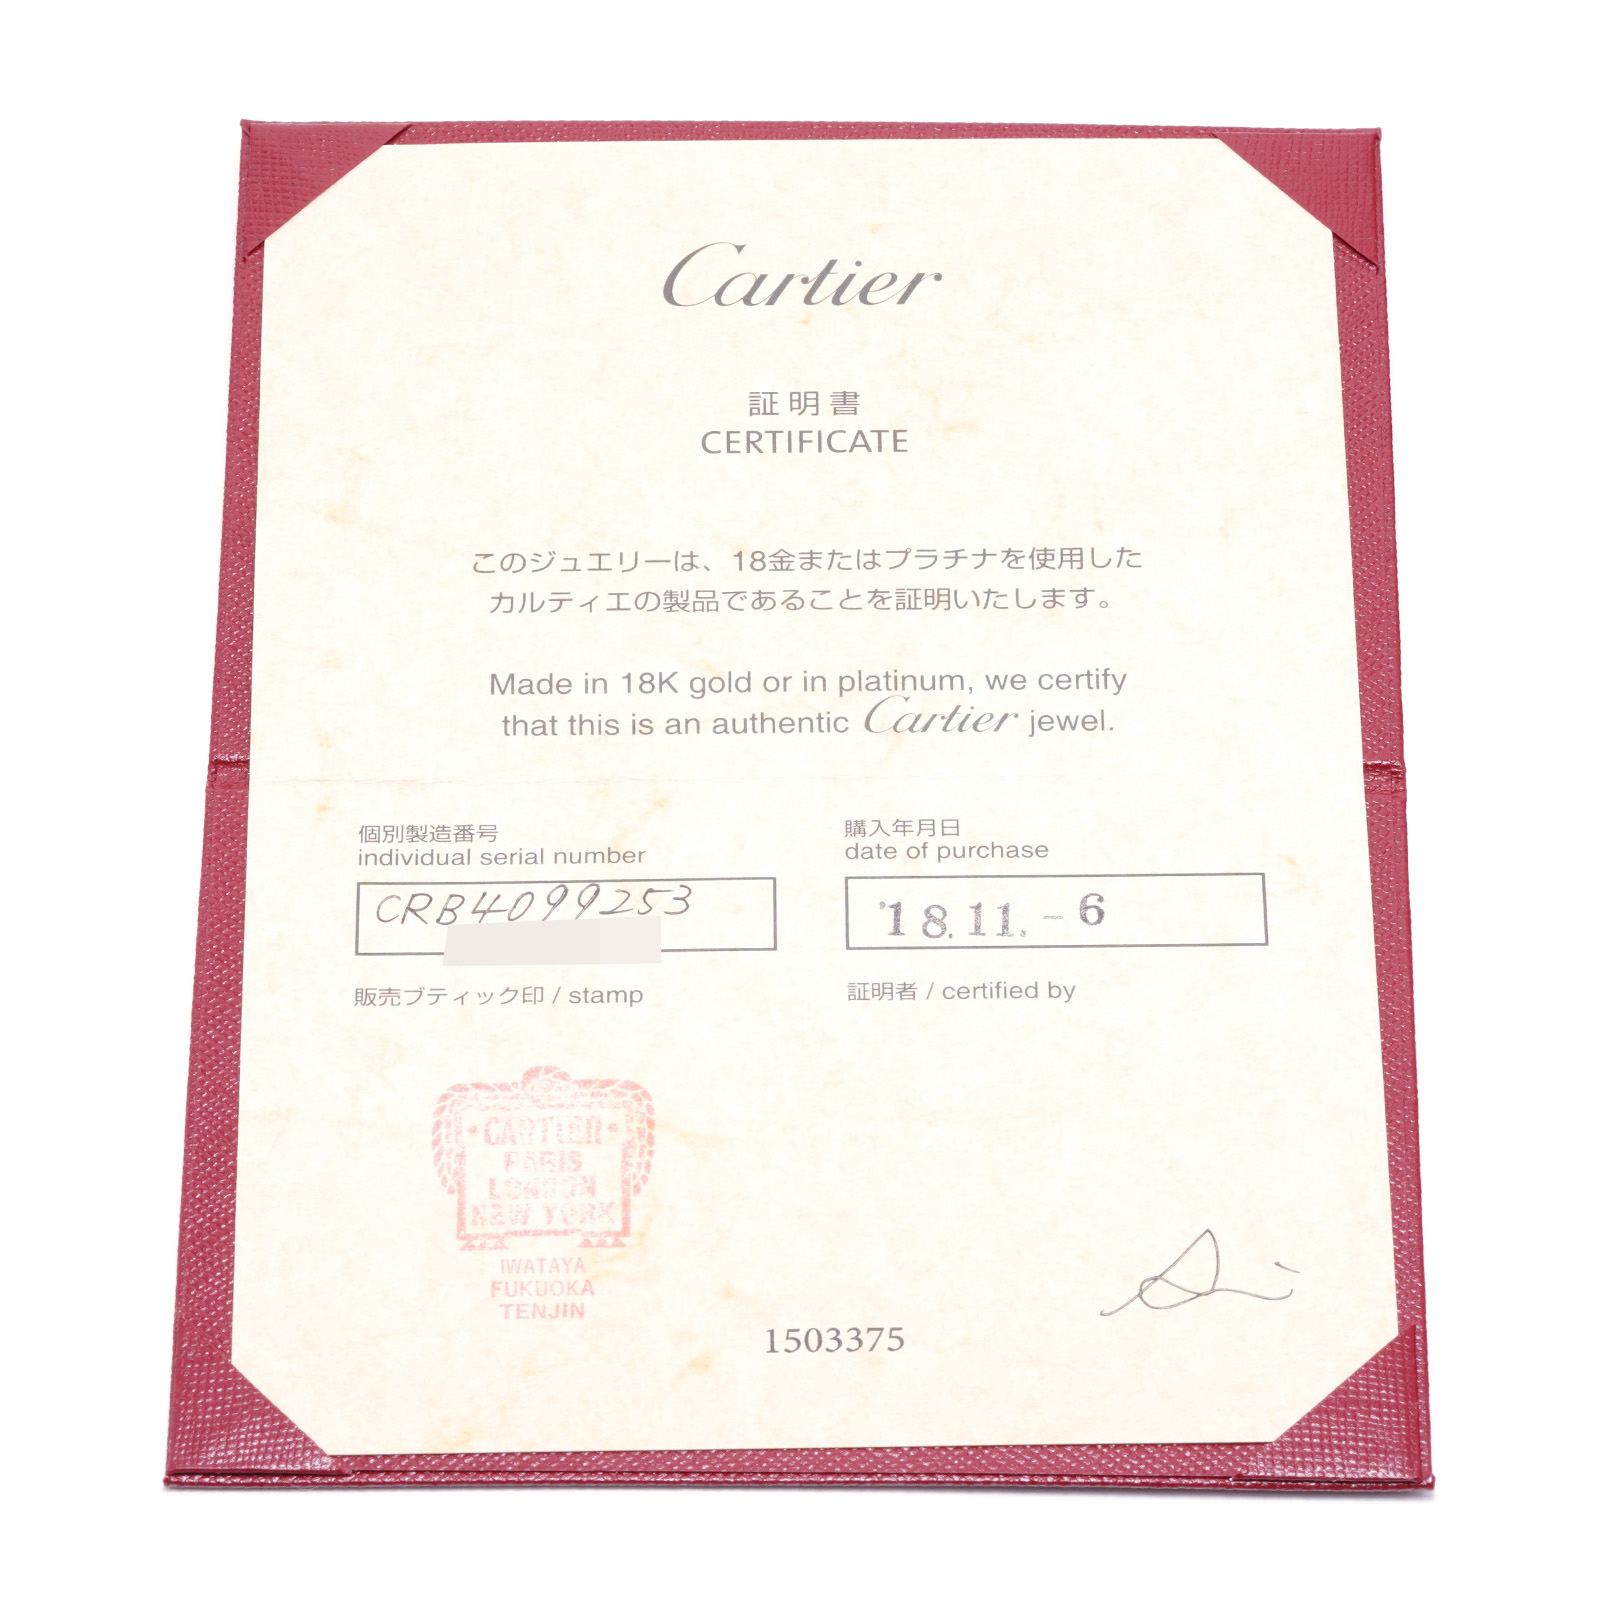 Cartier
証明書
CERTIFICATE
このジュエリーは、18金またはプラチナを使用した
カルティエの製品であることを証明いたします。
Made in 18K gold or in platinum, we certify
that this is an authentic Cartier jewel.
個別製造番号
individual serial number
CRB4099253
購入年月日
date of purchase
'18.11.-6
販売ブティック印 / stamp
証明者 / certified by
CARTIER
PARIS
LONDON
NEW YORK
IWATAYA
FUKUOKA
TENJIN
1503375